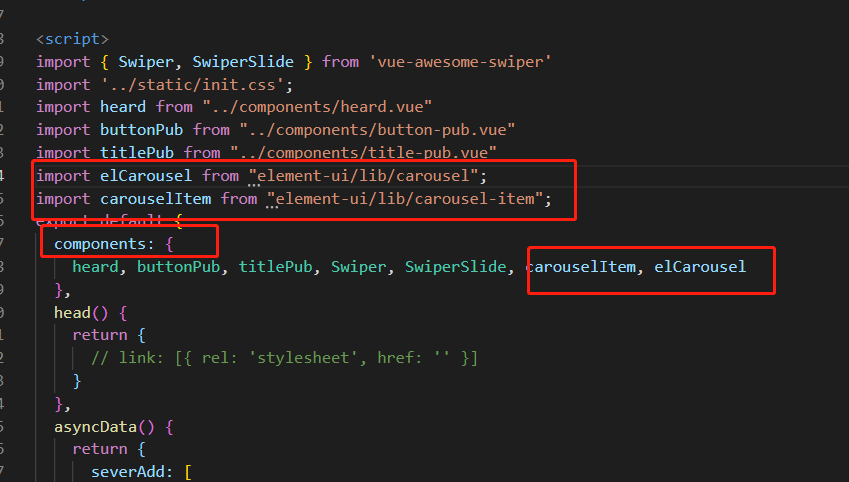 <script>
import { Swiper, SwiperSlide } from 'vue-awesome-swiper'
import '../static/init.css';
import heard from "../components/heard.vue"
import buttonPub from "../components/button-pub.vue"
import titlePub from "../components/title-pub.vue"
import elCarousel from "element-ui/lib/carousel";
import carouselItem from "element-ui/lib/carousel-item";
export default {
components: {
heard, buttonPub, titlePub, Swiper, SwiperSlide, carouselItem, elCarousel
},
head() {
return {
// link: [{ rel: 'stylesheet', href: '' }]
}
},
asyncData() {
return {
severAdd: [